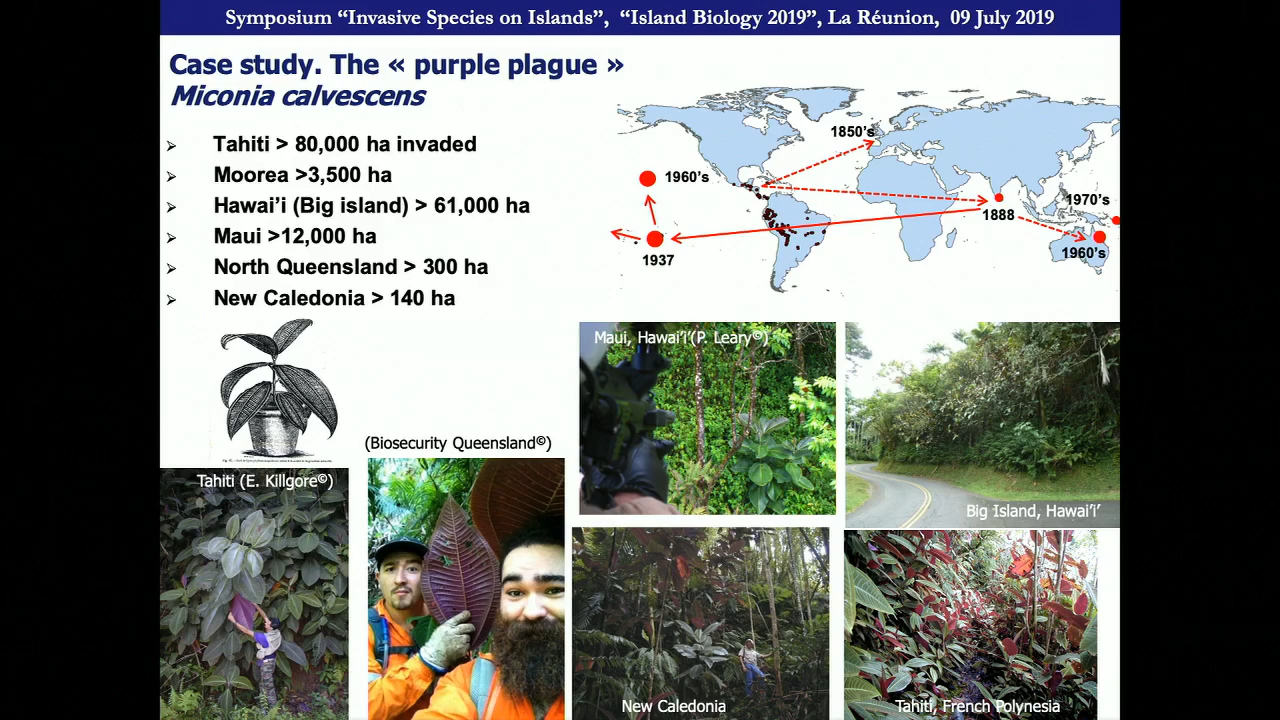 Symposium “Invasive Species on Islands”, “Island Biology 2019”, La Réunion, 09 July 2019
Case study. The « purple plague »
Miconia calvescens
Tahiti > 80,000 ha invaded
Moorea >3,500 ha
Hawai’i (Big island) > 61,000 ha
Maui >12,000 ha
North Queensland > 300 ha
New Caledonia > 140 ha
1850’s
1960’s
1970’s
1888
1960’s
1937
Maui, Hawai’i’(P. Leary©)
(Biosecurity Queensland©)
Tahiti (E. Killgore©)
Big Island, Hawai’i’
New Caledonia
Tahiti, French Polynesia